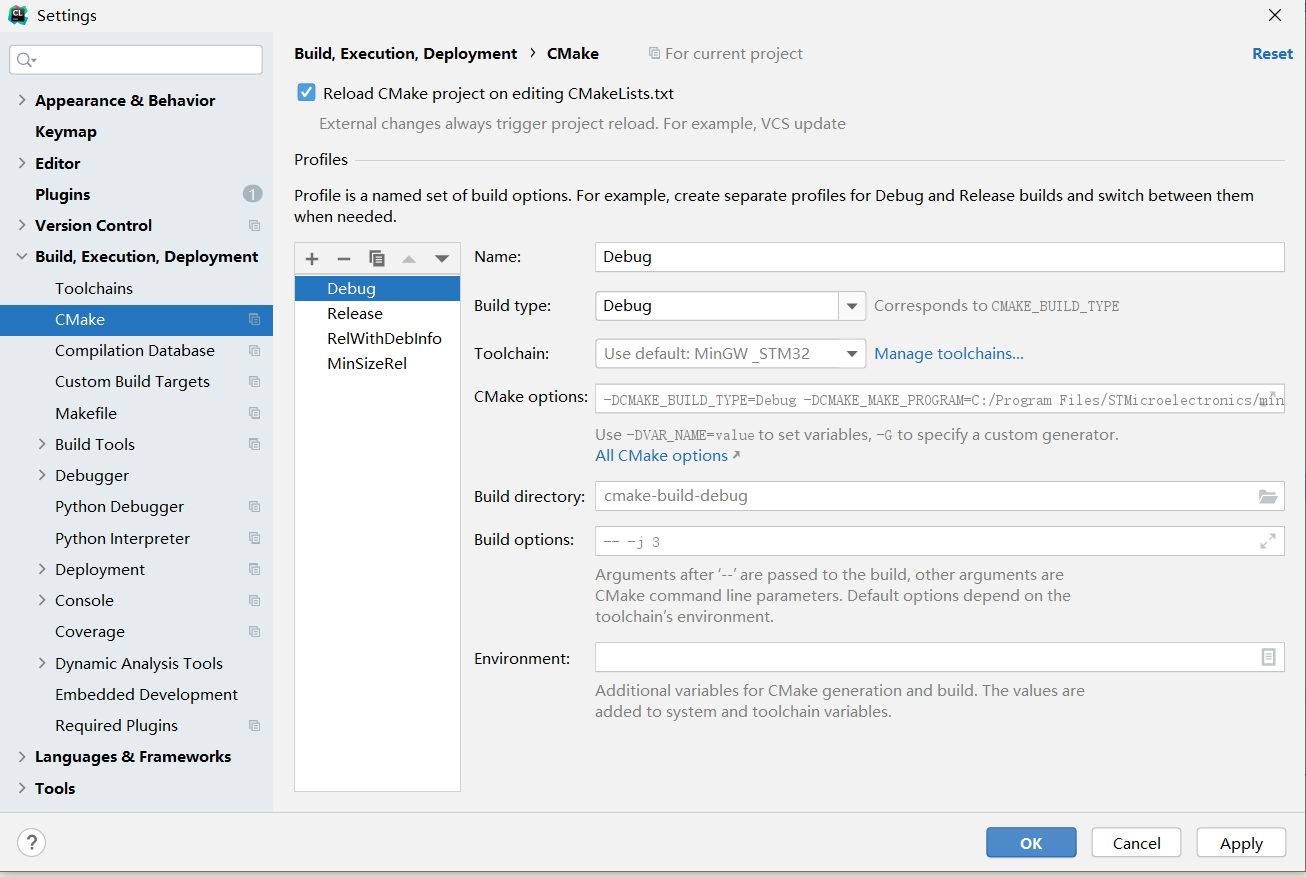 CL
Settings
Build, Execution, Deployment › CMake For current project Reset
Reload CMake project on editing CMakeLists.txt
External changes always trigger project reload. For example, VCS update
Profiles
Profile is a named set of build options. For example, create separate profiles for Debug and Release builds and switch between them
when needed.
Appearance & Behavior
Keymap
Editor
Plugins 1
Version Control
Build, Execution, Deployment
Toolchains
CMake
Compilation Database
Custom Build Targets
Makefile
Build Tools
Debugger
Python Debugger
Python Interpreter
Deployment
Console
Coverage
Dynamic Analysis Tools
Embedded Development
Required Plugins
Languages & Frameworks
Tools
Debug
Release
RelWithDebInfo
MinSizeRel
Name: Debug
Build type: Debug Corresponds to CMAKE_BUILD_TYPE
Toolchain: Use default: MinGW _STM32 Manage toolchains...
CMake options: -DCMAKE_BUILD_TYPE=Debug -DCMAKE_MAKE_PROGRAM=C:/Program Files/STMicroelectronics/min
Use -DVAR_NAME=value to set variables, -G to specify a custom generator.
All CMake options
Build directory: cmake-build-debug
Build options: -- -j 3
Arguments after ‘--’ are passed to the build, other arguments are
CMake command line parameters. Default options depend on the
toolchain’s environment.
Environment:
Additional variables for CMake generation and build. The values are
added to system and toolchain variables.
? OK Cancel Apply